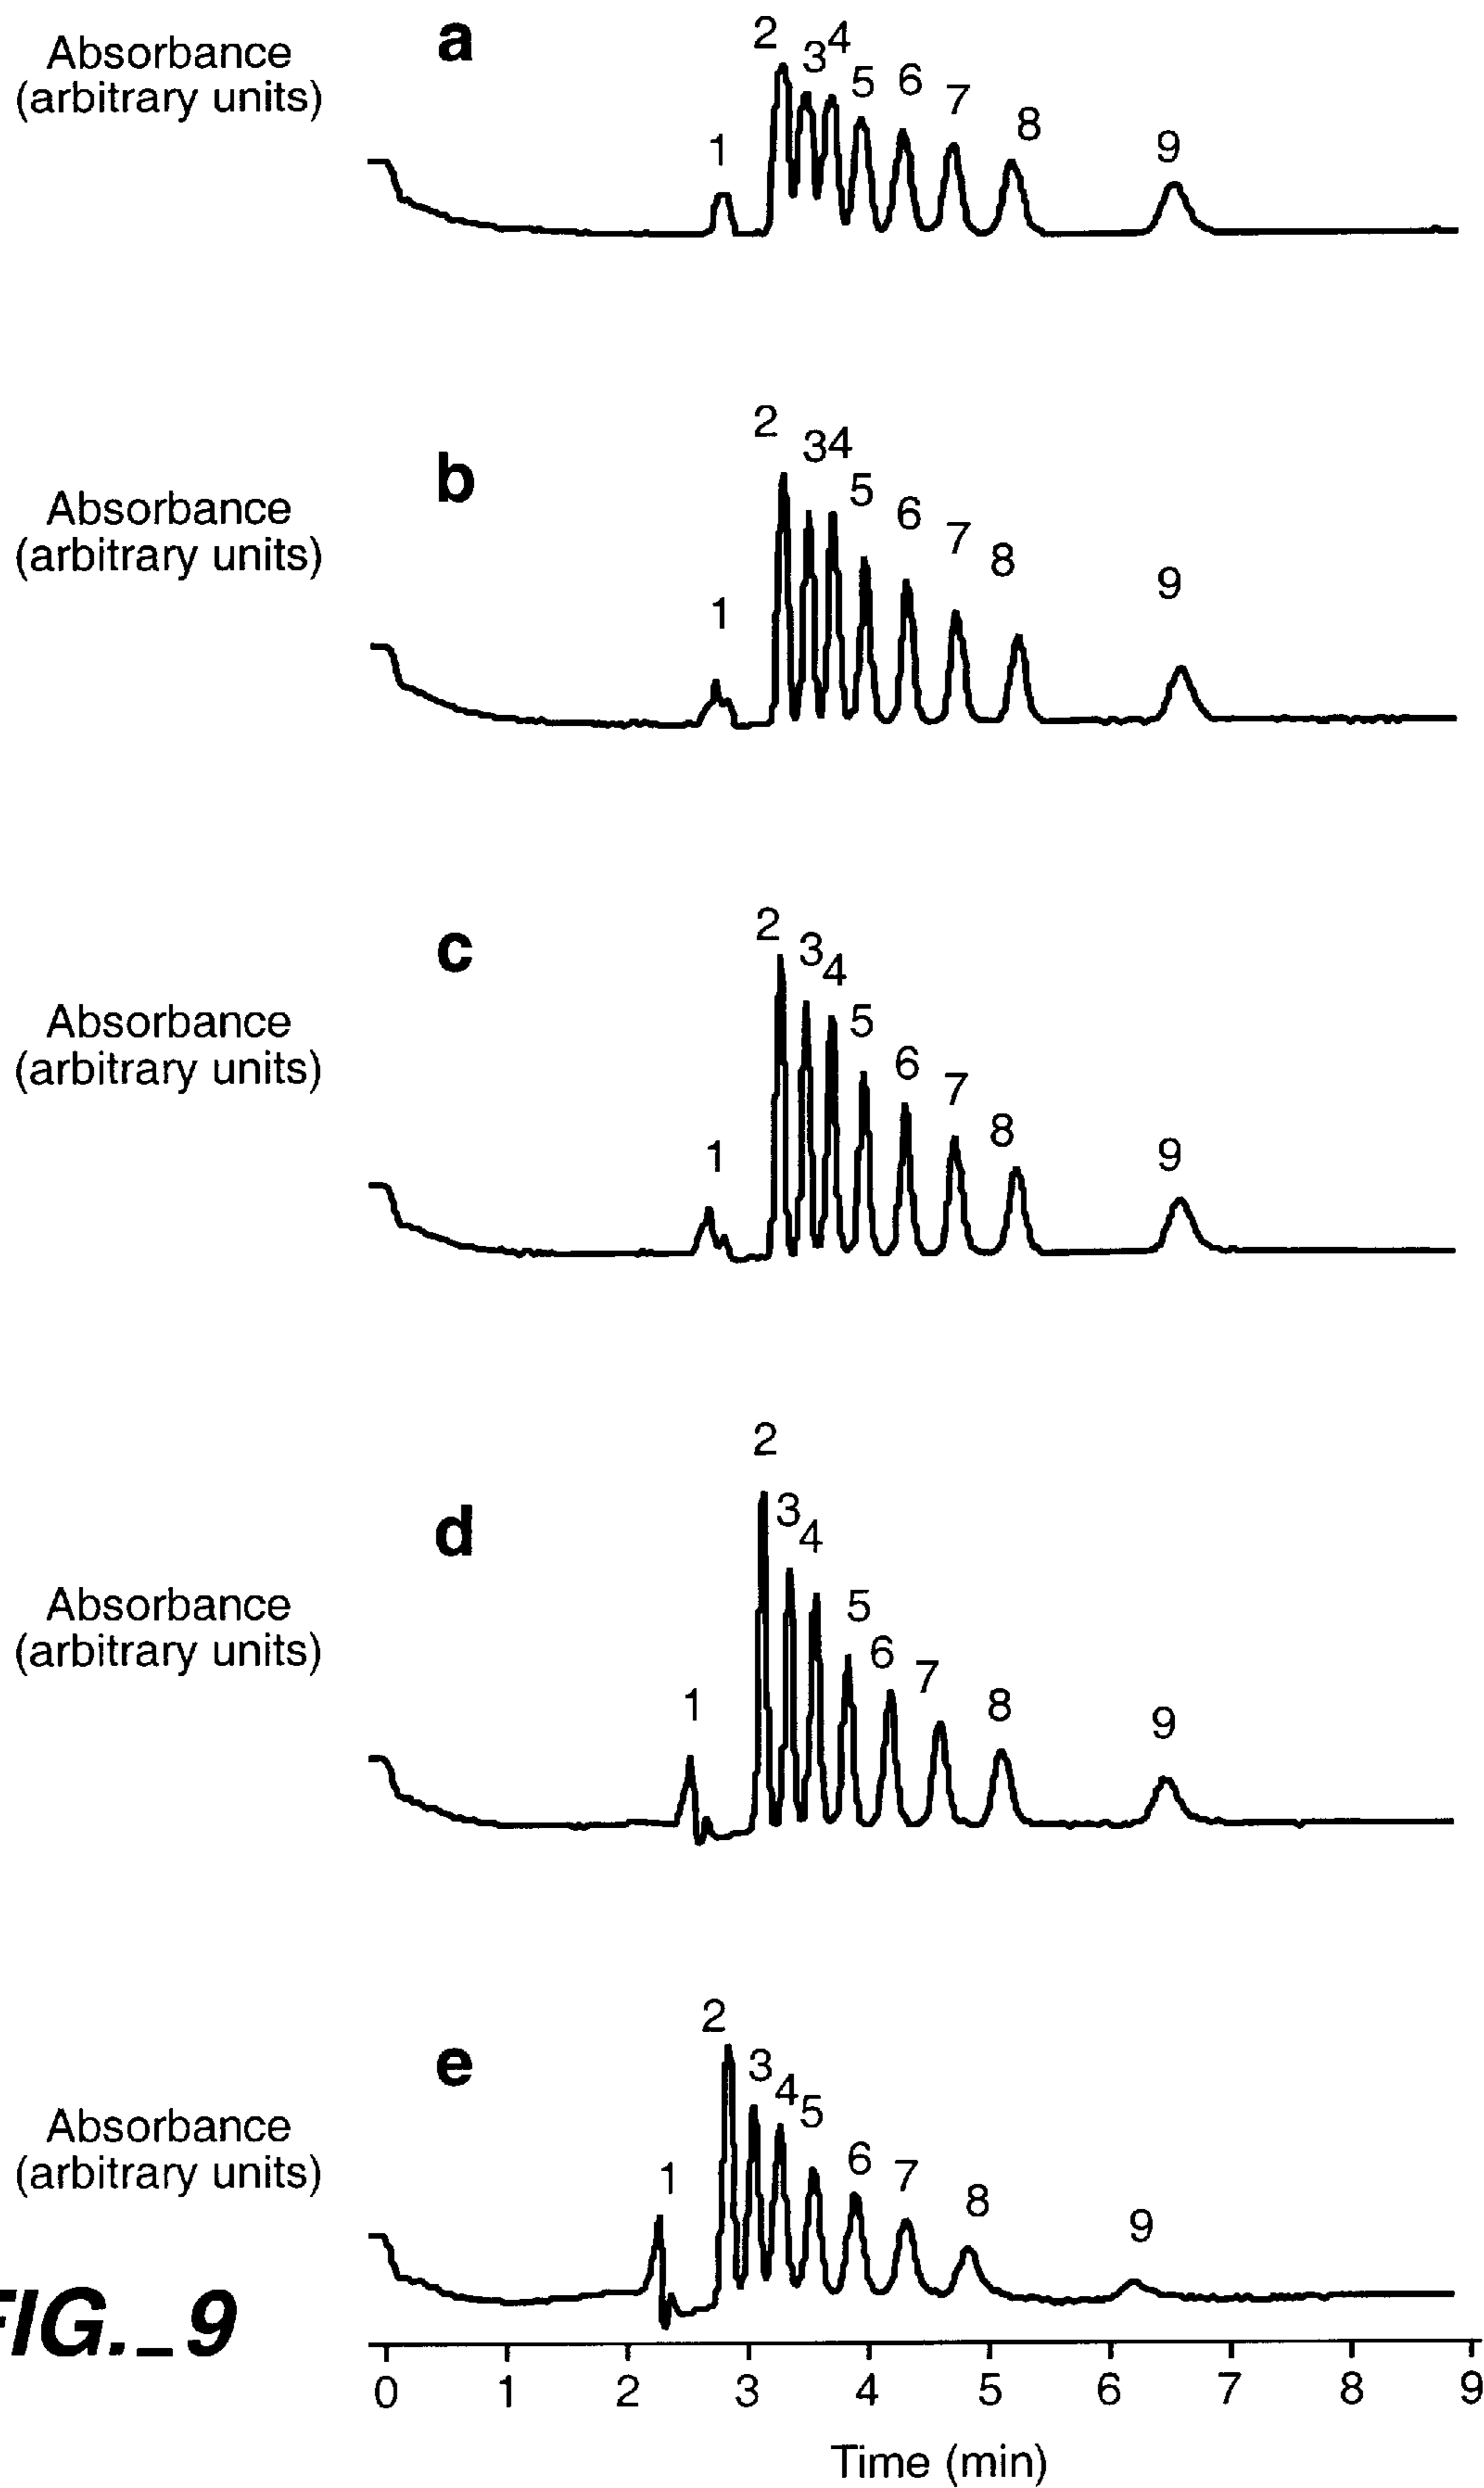 a
Absorbance
(arbitrary units)
1 2 3 4 5 6 7 8 9
b
Absorbance
(arbitrary units)
1 2 3 4 5 6 7 8 9
c
Absorbance
(arbitrary units)
1 2 3 4 5 6 7 8 9
d
Absorbance
(arbitrary units)
1 2 3 4 5 6 7 8 9
e
Absorbance
(arbitrary units)
1 2 3 4 5 6 7 8 9
FIG._9
0 1 2 3 4 5 6 7 8 9
Time (min)